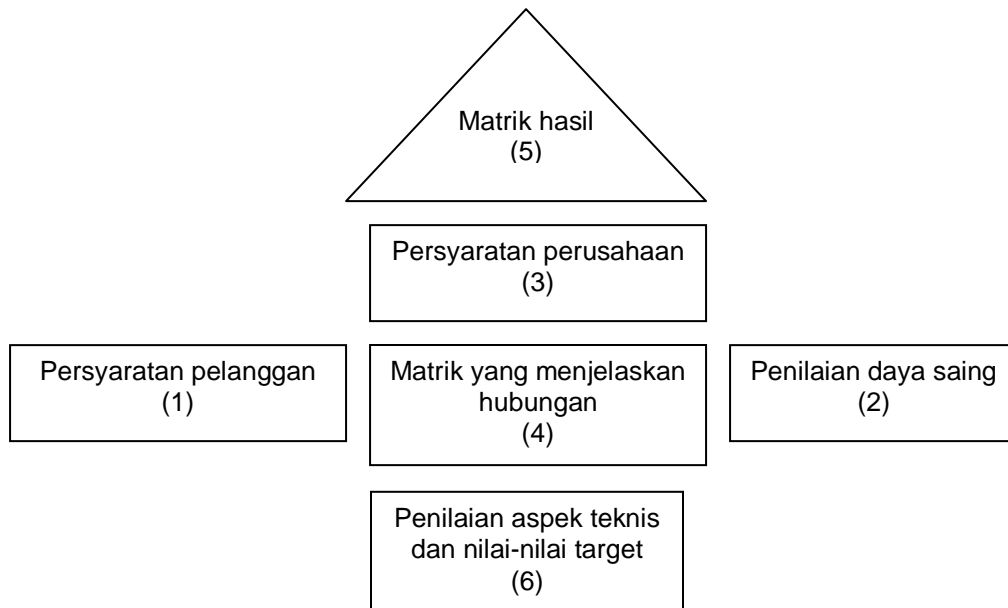 Matrik hasil
(5)
Persyaratan perusahaan
(3)
Persyaratan pelanggan
(1)
Matrik yang menjelaskan
hubungan
(4)
Penilaian daya saing
(2)
Penilaian aspek teknis
dan nilai-nilai target
(6)